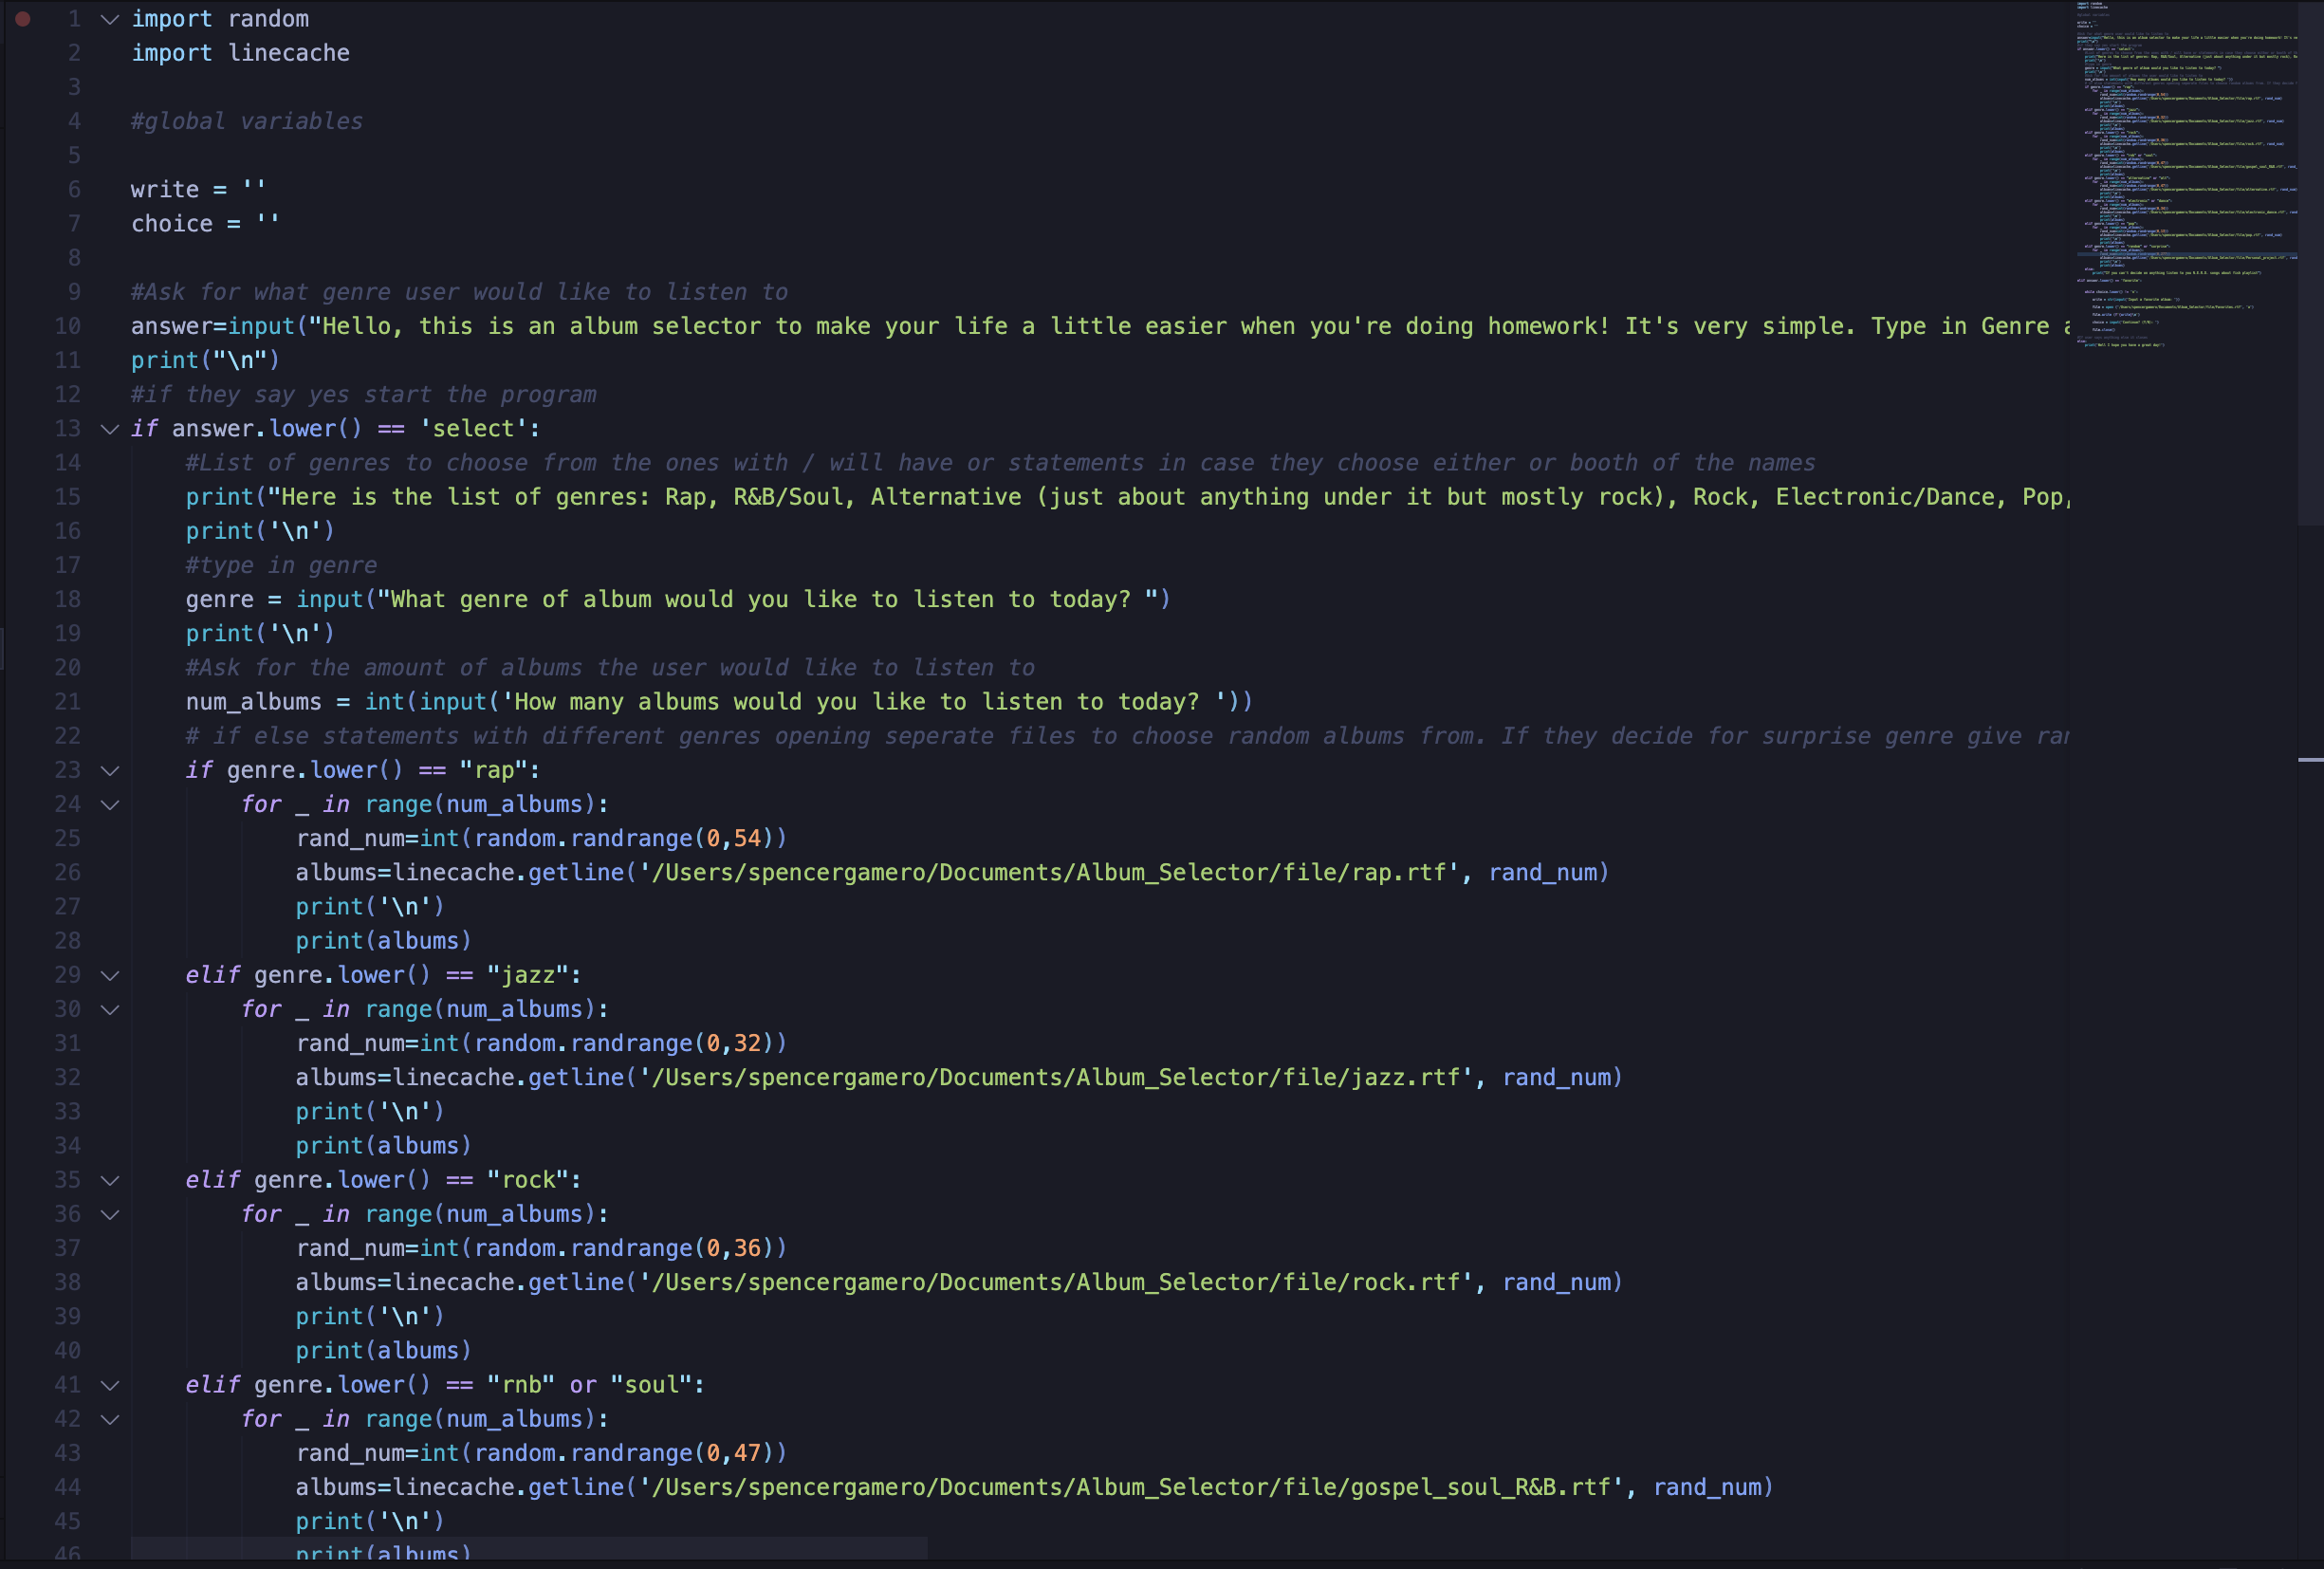 1 import random
2 import linecache
3
4 #global variables
5
6 write = ''
7 choice = ''
8
9 #Ask for what genre user would like to listen to
10 answer=input("Hello, this is an album selector to make your life a little easier when you're doing homework! It's very simple. Type in Genre a
11 print("\n")
12 #if they say yes start the program
13 if answer.lower() == 'select':
14 #List of genres to choose from the ones with / will have or statements in case they choose either or booth of the names
15 print("Here is the list of genres: Rap, R&B/Soul, Alternative (just about anything under it but mostly rock), Rock, Electronic/Dance, Pop,
16 print('\n')
17 #type in genre
18 genre = input("What genre of album would you like to listen to today? ")
19 print('\n')
20 #Ask for the amount of albums the user would like to listen to
21 num_albums = int(input('How many albums would you like to listen to today? '))
22 # if else statements with different genres opening seperate files to choose random albums from. If they decide for surprise genre give ran
23 if genre.lower() == "rap":
24 for _ in range(num_albums):
25 rand_num=int(random.randrange(0,54))
26 albums=linecache.getline('/Users/spencergamero/Documents/Album_Selector/file/rap.rtf', rand_num)
27 print('\n')
28 print(albums)
29 elif genre.lower() == "jazz":
30 for _ in range(num_albums):
31 rand_num=int(random.randrange(0,32))
32 albums=linecache.getline('/Users/spencergamero/Documents/Album_Selector/file/jazz.rtf', rand_num)
33 print('\n')
34 print(albums)
35 elif genre.lower() == "rock":
36 for _ in range(num_albums):
37 rand_num=int(random.randrange(0,36))
38 albums=linecache.getline('/Users/spencergamero/Documents/Album_Selector/file/rock.rtf', rand_num)
39 print('\n')
40 print(albums)
41 elif genre.lower() == "rnb" or "soul":
42 for _ in range(num_albums):
43 rand_num=int(random.randrange(0,47))
44 albums=linecache.getline('/Users/spencergamero/Documents/Album_Selector/file/gospel_soul_R&B.rtf', rand_num)
45 print('\n')
46 print(albums)